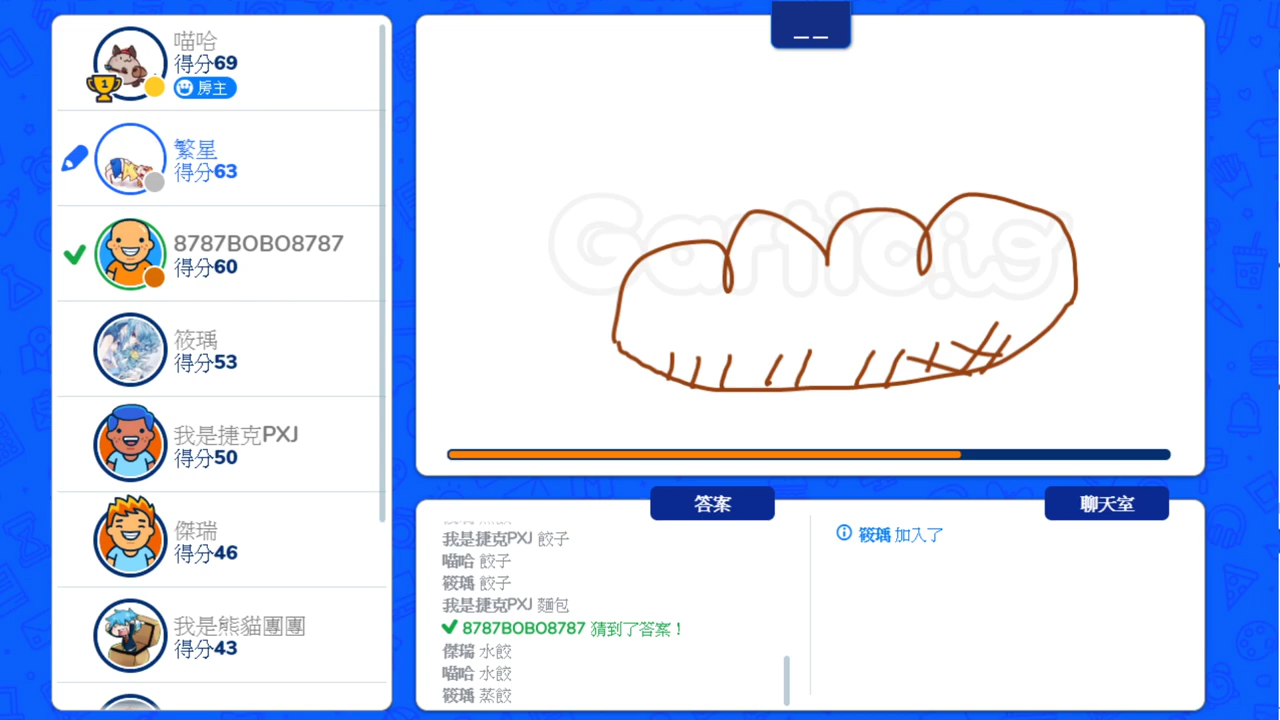 喵哈
得分69
1
房主
繁星
得分63
8787BOBO8787
得分60
筱瑀
得分53
我是捷克PXJ
得分50
傑瑞
得分46
我是熊貓團團
得分43
Gartic.io
答案
我是捷克PXJ 餃子
喵哈 餃子
筱瑀 餃子
我是捷克PXJ 麵包
8787BOBO8787 猜到了答案！
傑瑞 水餃
喵哈 水餃
筱瑀 蒸餃
聊天室
筱瑀 加入了